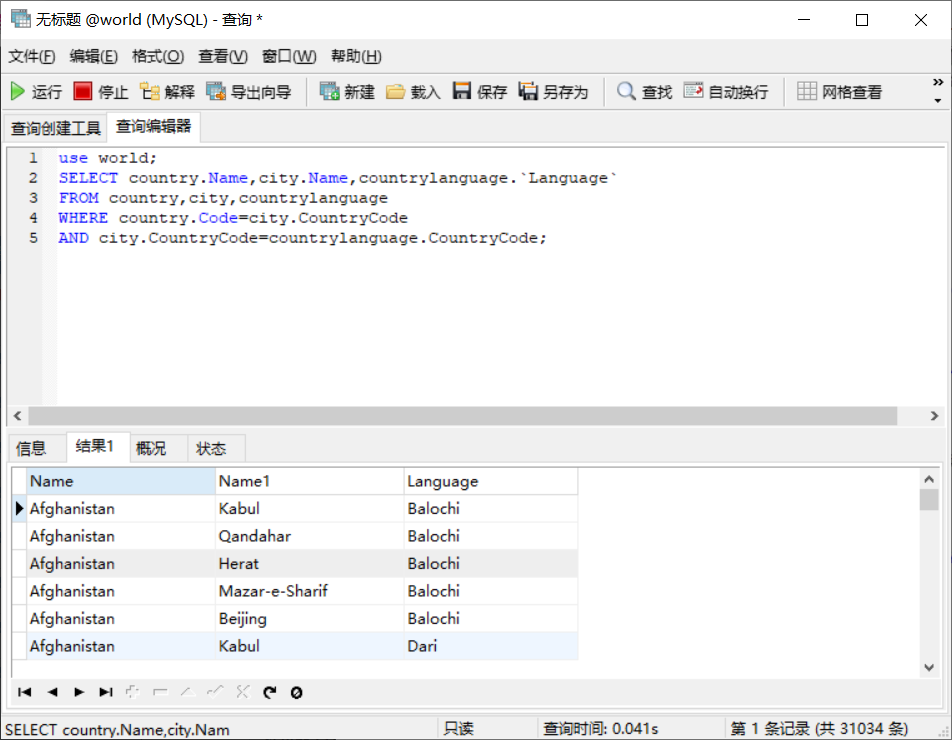 无标题 @world (MySQL) - 查询 *
文件(F) 编辑(E) 格式(O) 查看(V) 窗口(W) 帮助(H)
运行 停止 解释 导出向导 新建 载入 保存 另存为 查找 自动换行 网格查看 »
查询创建工具 查询编辑器
1 use world;
2 SELECT country.Name,city.Name,countrylanguage.`Language`
3 FROM country,city,countrylanguage
4 WHERE country.Code=city.CountryCode
5 AND city.CountryCode=countrylanguage.CountryCode;
信息 结果1 概况 状态
Name Name1 Language
Afghanistan Kabul Balochi
Afghanistan Qandahar Balochi
Afghanistan Herat Balochi
Afghanistan Mazar-e-Sharif Balochi
Afghanistan Beijing Balochi
Afghanistan Kabul Dari
SELECT country.Name,city.Nam 只读 查询时间: 0.041s 第 1 条记录 (共 31034 条)